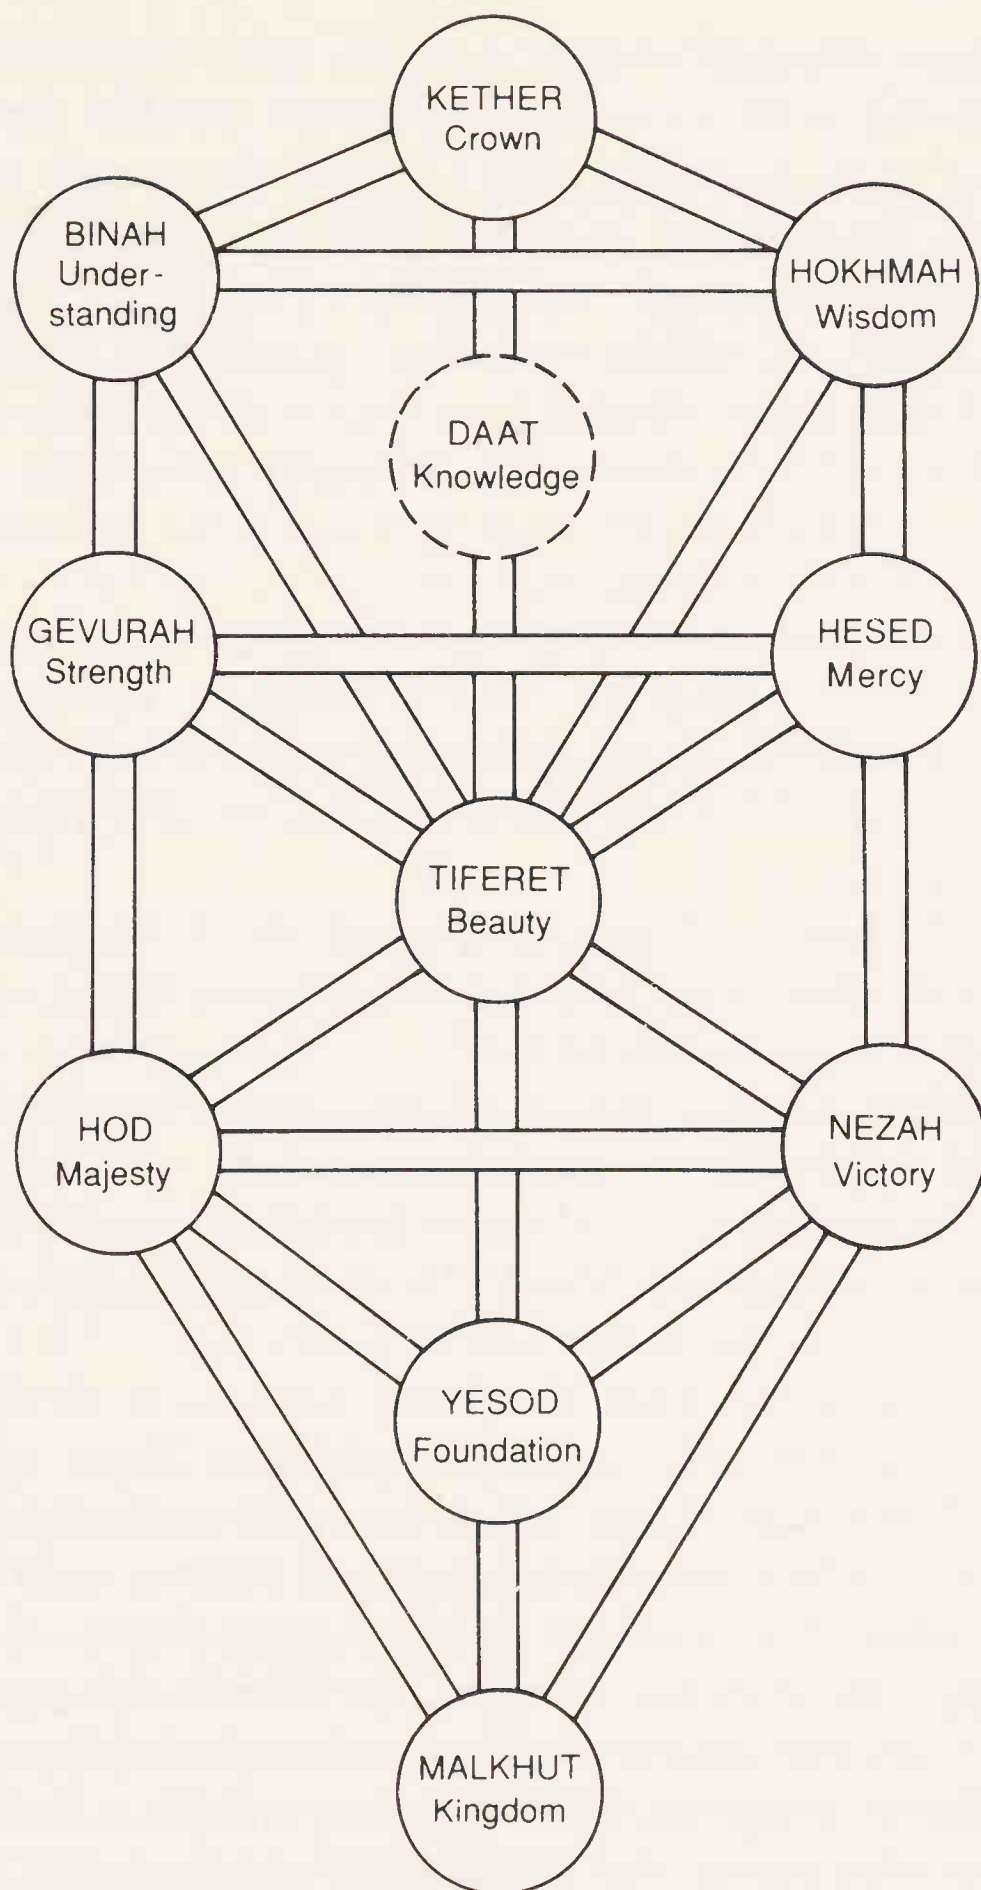 KETHER
Crown
BINAH
Under-
standing
HOKHMAH
Wisdom
DAAT
Knowledge
GEVURAH
Strength
HESED
Mercy
TIFERET
Beauty
HOD
Majesty
NEZAH
Victory
YESOD
Foundation
MALKHUT
Kingdom